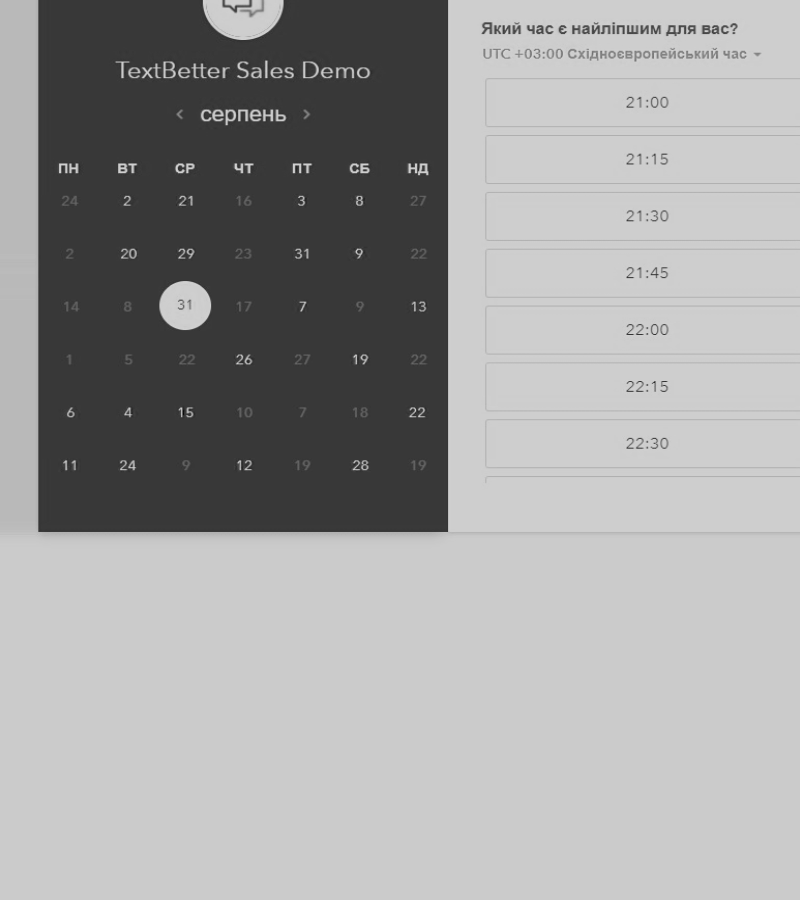 TextBetter Sales Demo
‹ серпень ›
ПН ВТ СР ЧТ ПТ СБ НД
24 2 21 16 3 8 27
2 20 29 23 31 9 22
14 8 31 17 7 9 13
1 5 22 26 27 19 22
6 4 15 10 7 18 22
11 24 9 12 19 28 19
Який час є найліпшим для вас?
UTC +03:00 Східноєвропейський час
21:00
21:15
21:30
21:45
22:00
22:15
22:30